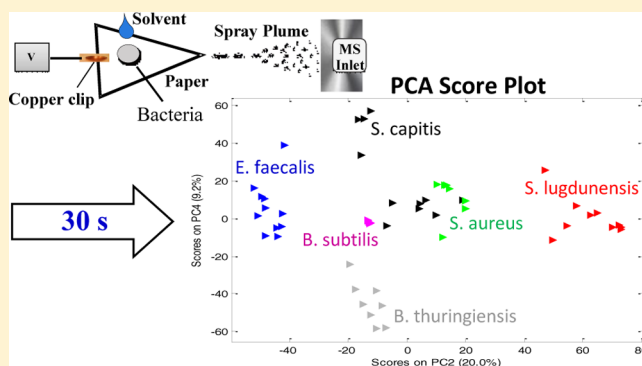 Solvent
Spray Plume
V
MS
Inlet
Paper
Copper clip
Bacteria
PCA Score Plot
30 s
Scores on PC4 (9.2%)
60
40
20
0
-20
-40
-60
S. capitis
E. faecalis
S. lugdunensis
S. aureus
B. subtilis
B. thuringiensis
-40
-20
0
20
40
60
80
Scores on PC2 (20.0%)